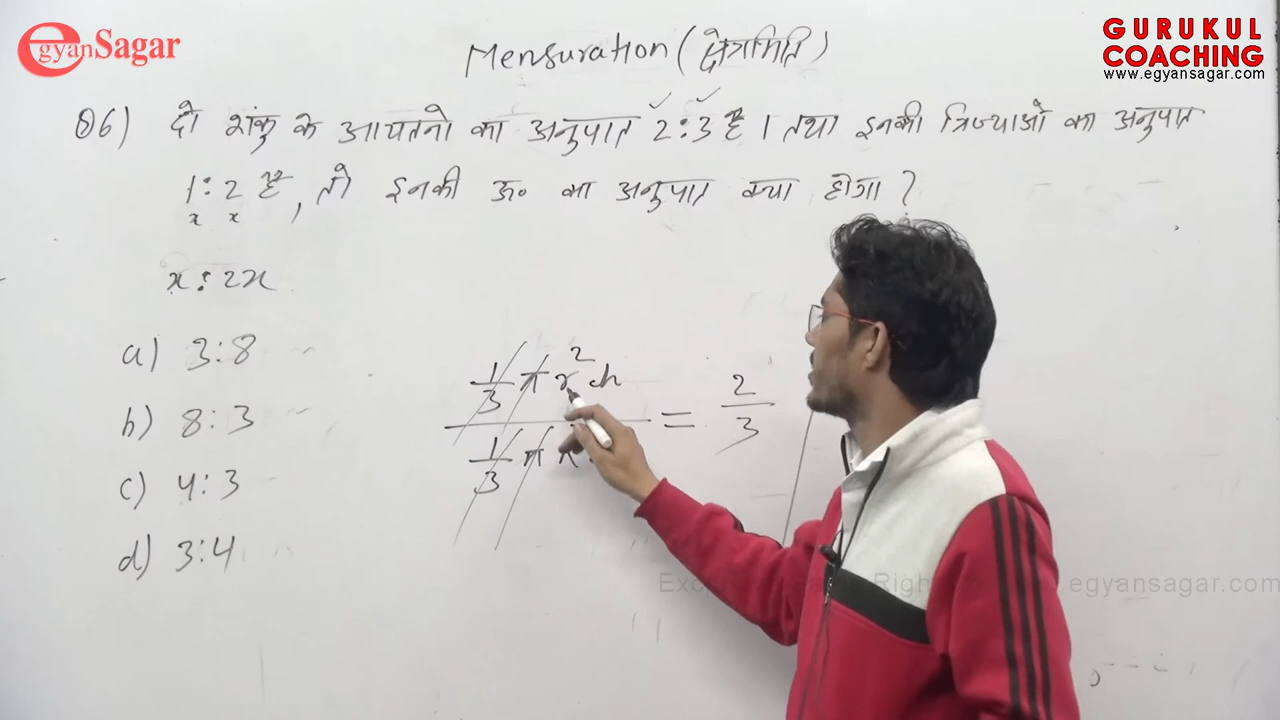 egyanSagar
GURUKUL
COACHING
www.egyansagar.com
Mensuration (क्षेत्रमिति)
Q6) दो शंकु के आयतनो का अनुपात 2:3 है । तथा इनकी त्रिज्याओ का अनुपात
1:2 है, तो इनकी ऊ० का अनुपात क्या होगा ?
x x
x : 2x
a) 3:8
b) 8:3
c) 4:3
d) 3:4
1/3 π r² h
= 2/3
1/3 π
egyansagar.com